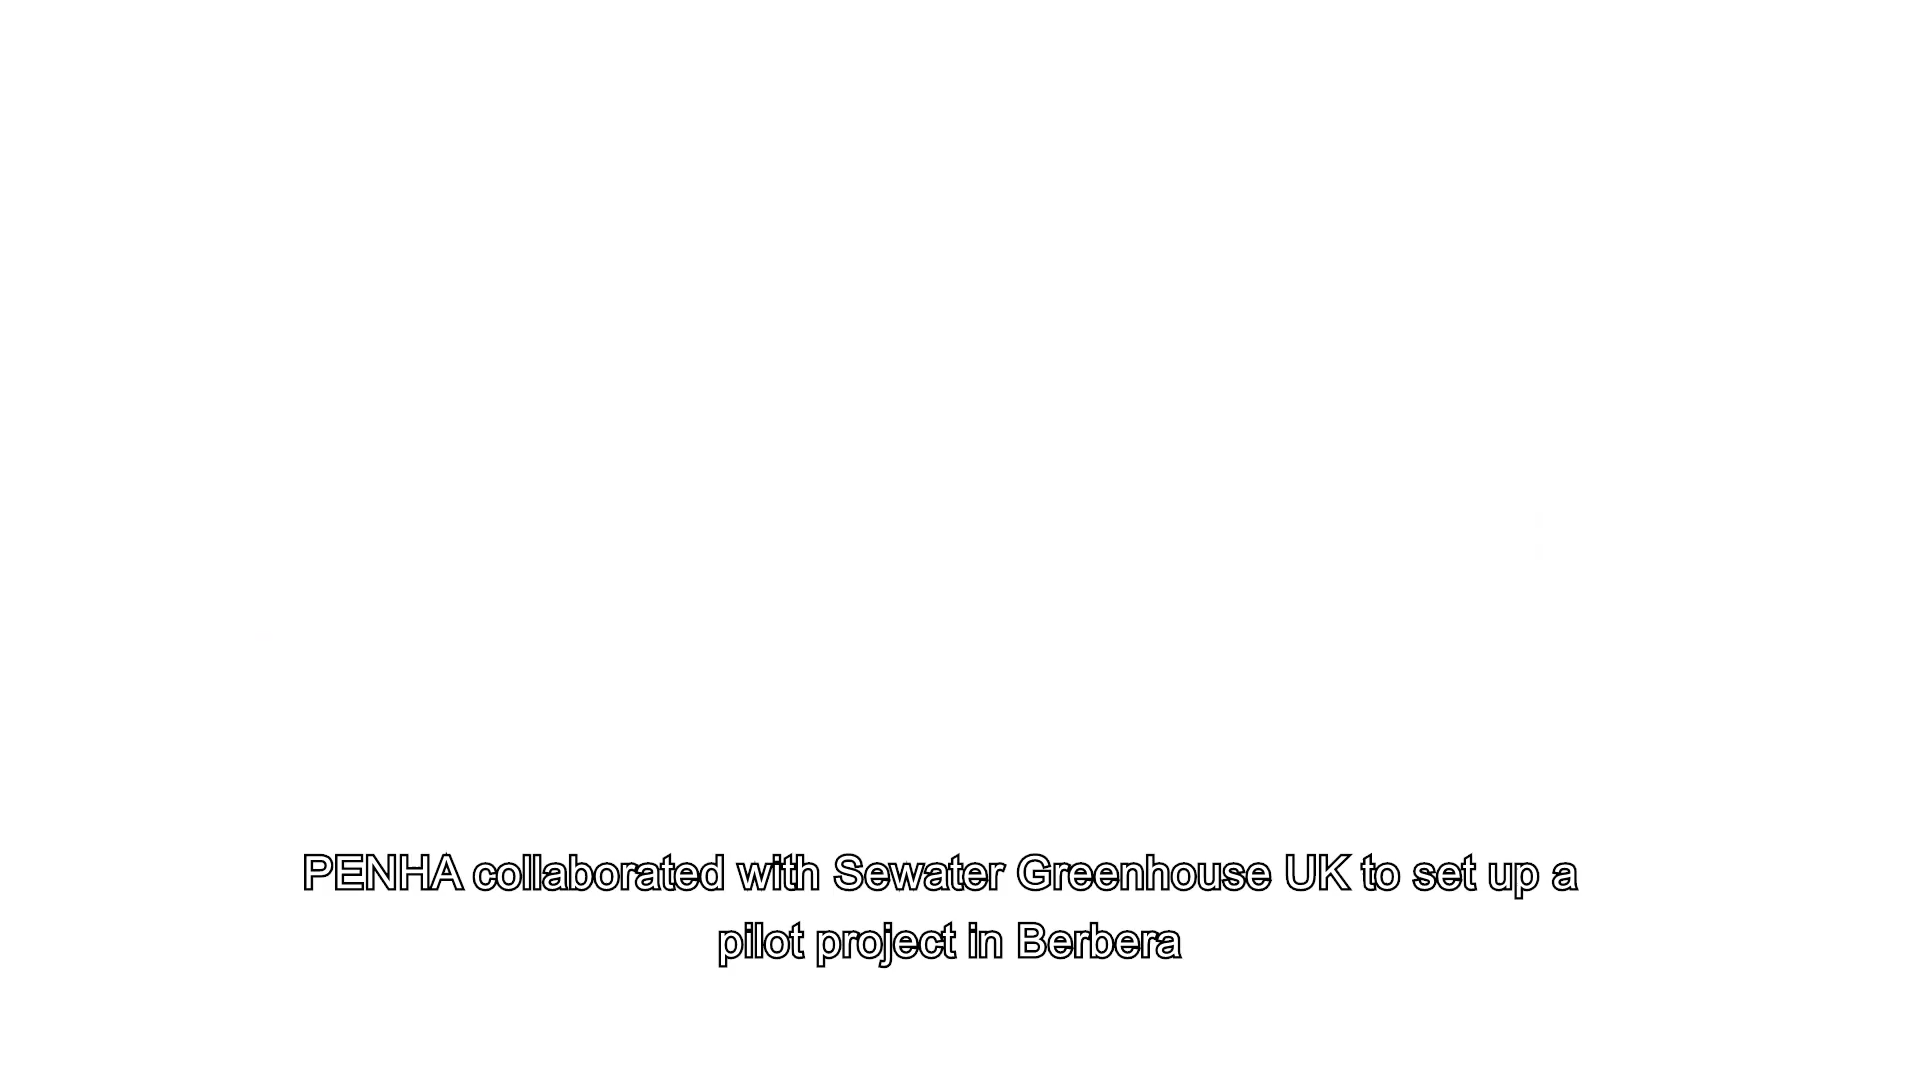 PENHA collaborated with Sewater Greenhouse UK to set up a
pilot project in Berbera